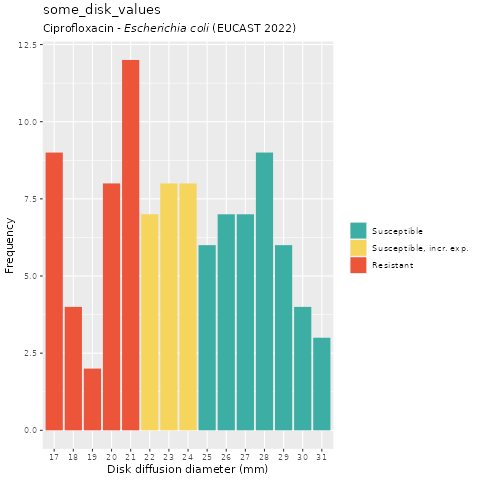 some_disk_values
Ciprofloxacin - Escherichia coli (EUCAST 2022)
12.5
10.0
7.5
5.0
2.5
0.0
Frequency
17 18 19 20 21 22 23 24 25 26 27 28 29 30 31
Disk diffusion diameter (mm)
Susceptible
Susceptible, incr. exp.
Resistant